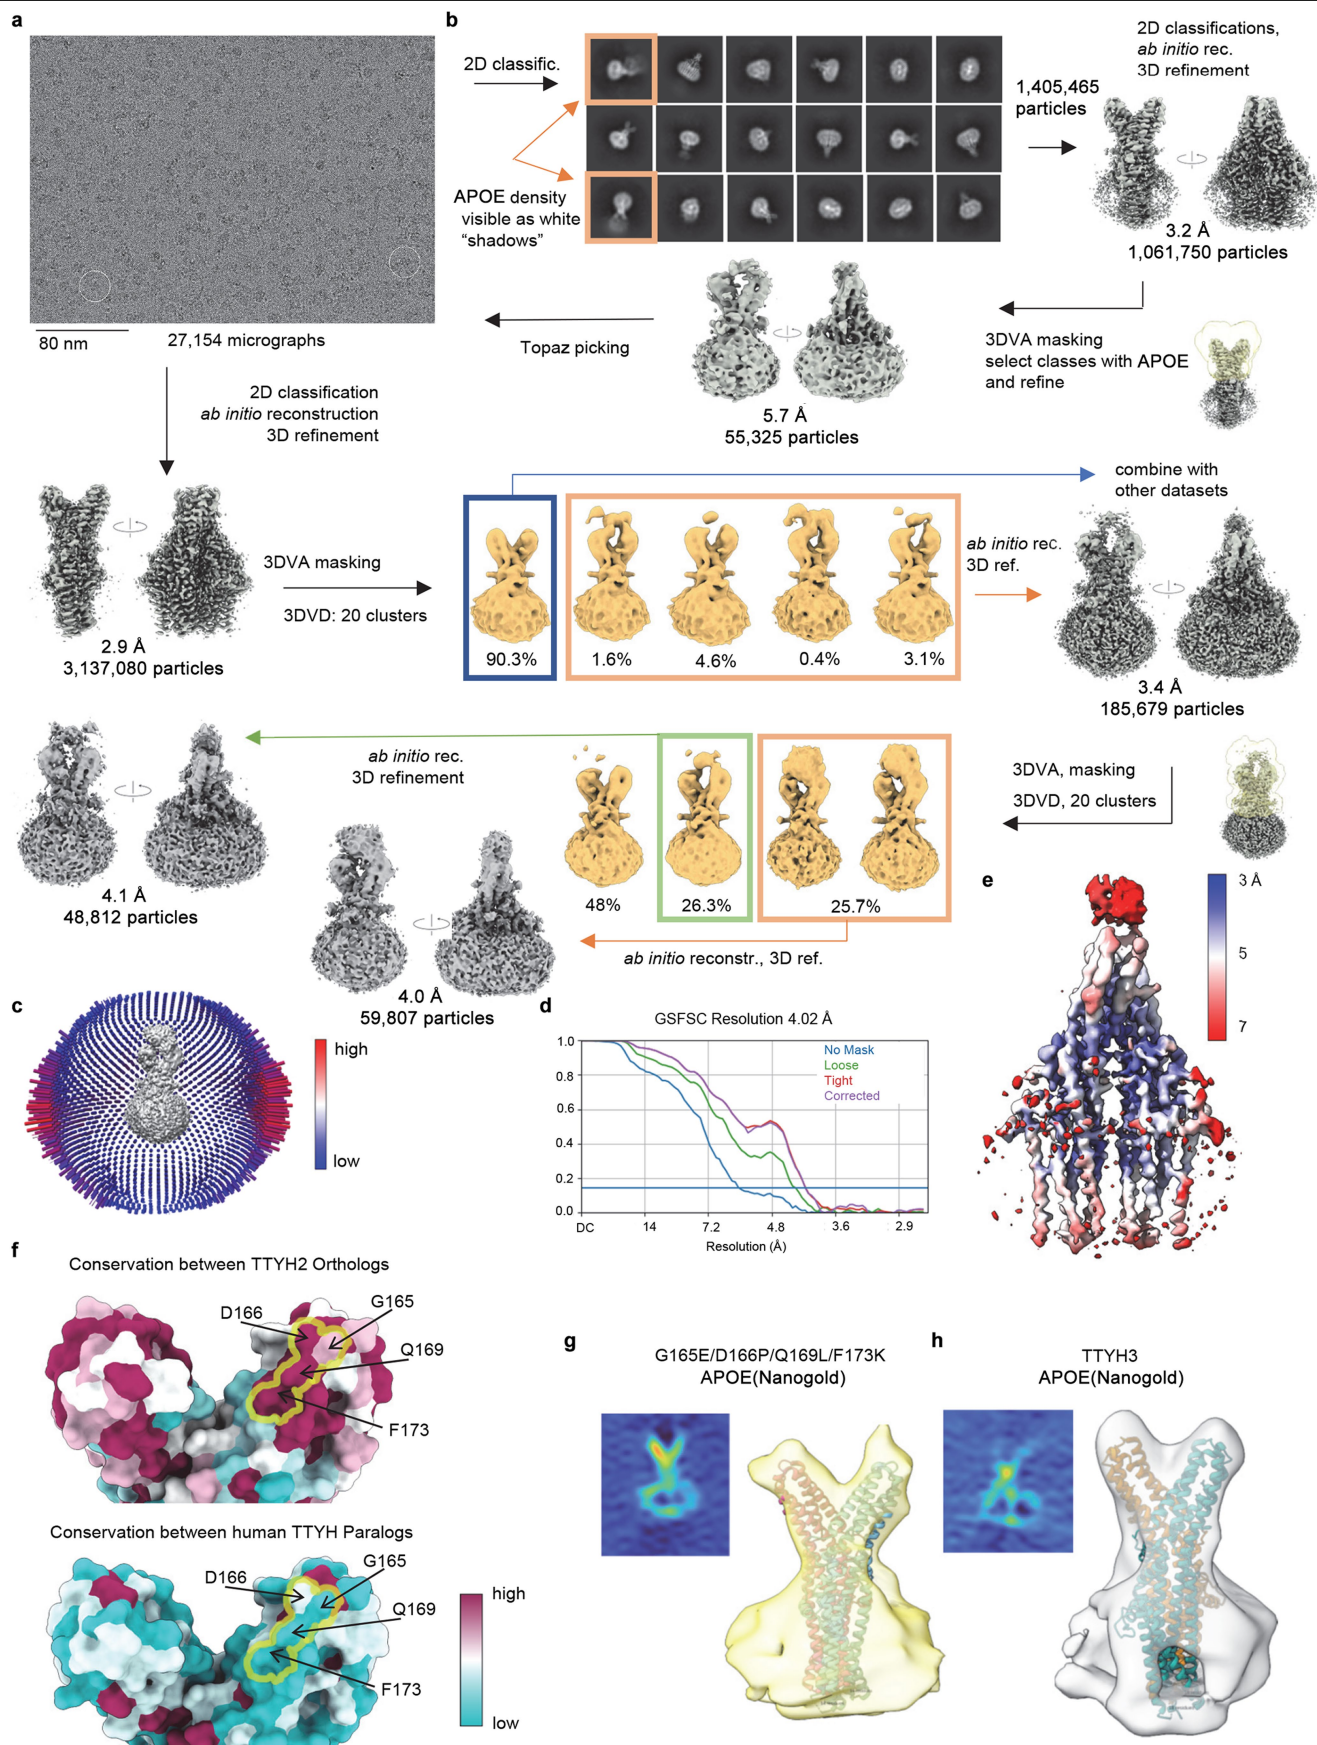 a
80 nm
27,154 micrographs
2D classification
ab initio reconstruction
3D refinement
2.9 Å
3,137,080 particles
b
2D classific.
APOE density
visible as white
“shadows”
1,405,465
particles
2D classifications,
ab initio rec.
3D refinement
3.2 Å
1,061,750 particles
3DVA masking
select classes with APOE
and refine
5.7 Å
55,325 particles
Topaz picking
3DVA masking
3DVD: 20 clusters
90.3%
1.6%
4.6%
0.4%
3.1%
combine with
other datasets
ab initio rec.
3D ref.
3.4 Å
185,679 particles
3DVA, masking
3DVD, 20 clusters
48%
26.3%
25.7%
ab initio rec.
3D refinement
4.1 Å
48,812 particles
ab initio reconstr., 3D ref.
4.0 Å
59,807 particles
c
high
low
d
GSFSC Resolution 4.02 Å
No Mask
Loose
Tight
Corrected
1.0
0.8
0.6
0.4
0.2
0.0
DC
14
7.2
4.8
3.6
2.9
Resolution (Å)
e
3 Å
5
7
f
Conservation between TTYH2 Orthologs
D166
G165
Q169
F173
Conservation between human TTYH Paralogs
D166
G165
Q169
F173
high
low
g
G165E/D166P/Q169L/F173K
APOE(Nanogold)
h
TTYH3
APOE(Nanogold)